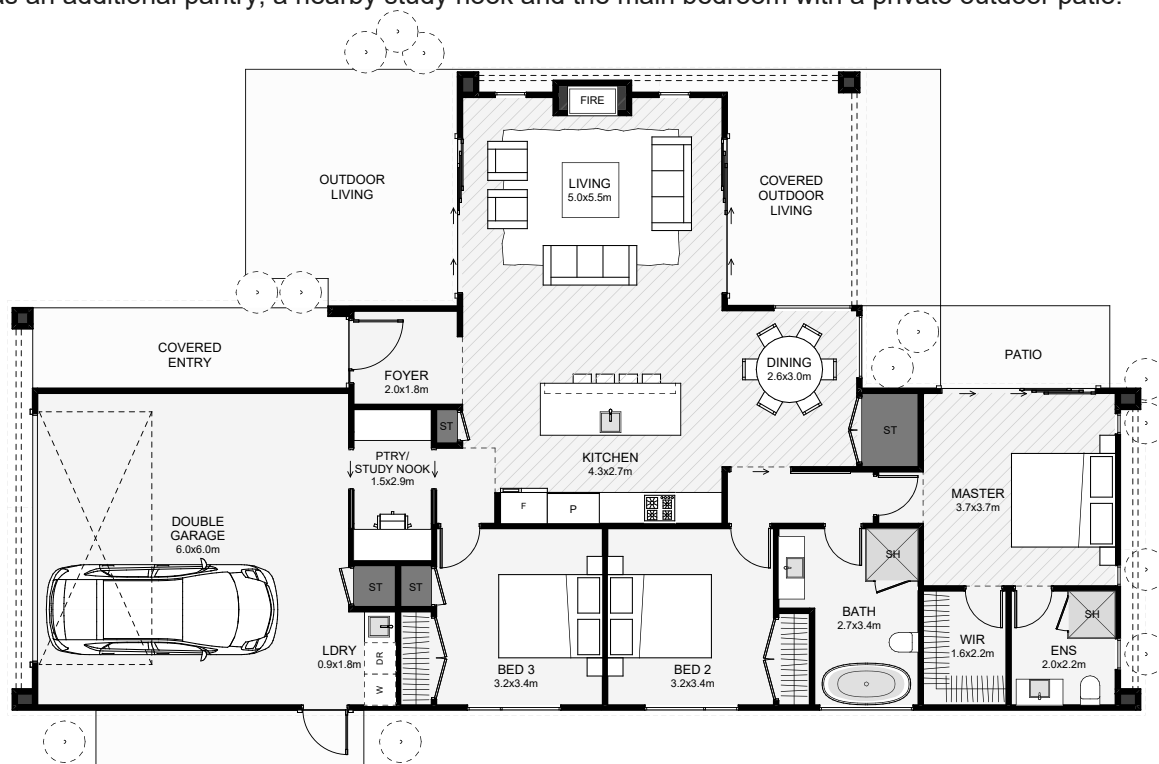 as an additional pantry, a nearby study nook and the main bedroom with a private outdoor patio.
FIRE
OUTDOOR
LIVING
LIVING
5.0x5.5m
COVERED
OUTDOOR
LIVING
COVERED
ENTRY
FOYER
2.0x1.8m
DINING
2.6x3.0m
PATIO
ST
ST
PTRY/
STUDY NOOK
1.5x2.9m
KITCHEN
4.3x2.7m
F
P
MASTER
3.7x3.7m
DOUBLE
GARAGE
6.0x6.0m
ST
ST
SH
SH
LDRY
0.9x1.8m
DR
W
BED 3
3.2x3.4m
BED 2
3.2x3.4m
BATH
2.7x3.4m
WIR
1.6x2.2m
ENS
2.0x2.2m